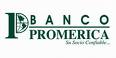 BANCO
PROMERICA
Su Socio Confiable...